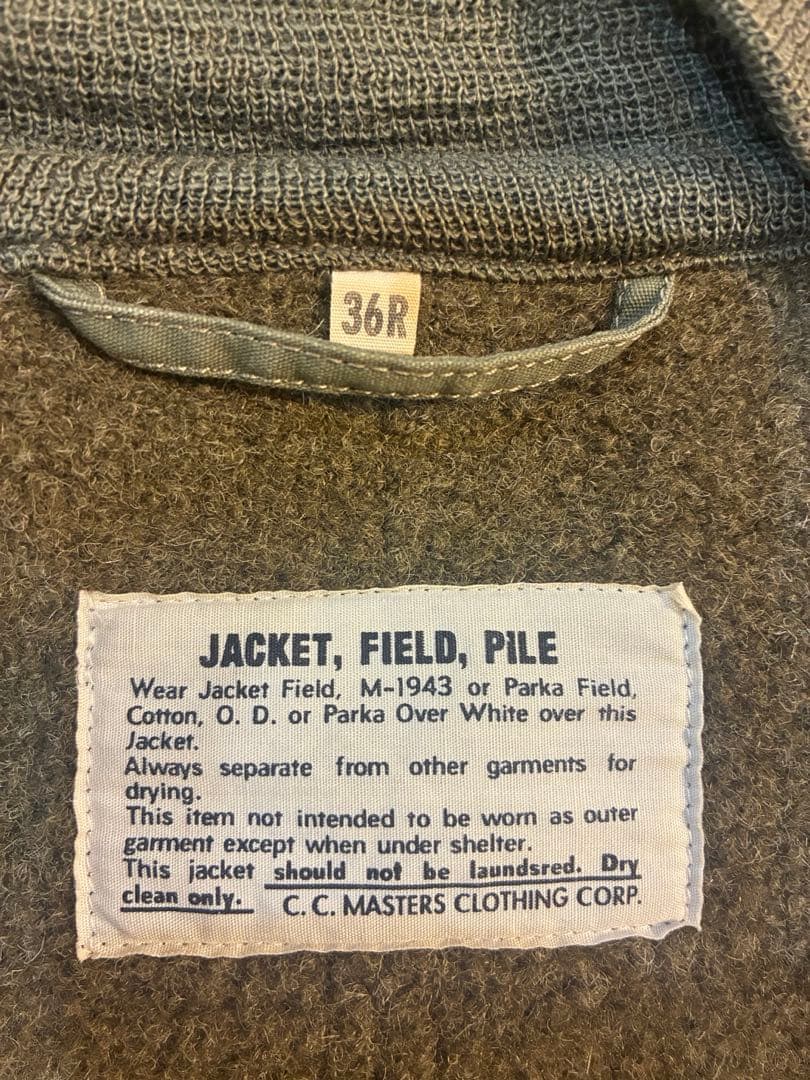 36R
JACKET, FIELD, PILE
Wear Jacket Field, M-1943 or Parka Field,
Cotton, O. D. or Parka Over White over this
Jacket.
Always separate from other garments for
drying.
This item not intended to be worn as outer
garment except when under shelter.
This jacket should not be laundsred. Dry
clean only. C. C. MASTERS CLOTHING CORP.